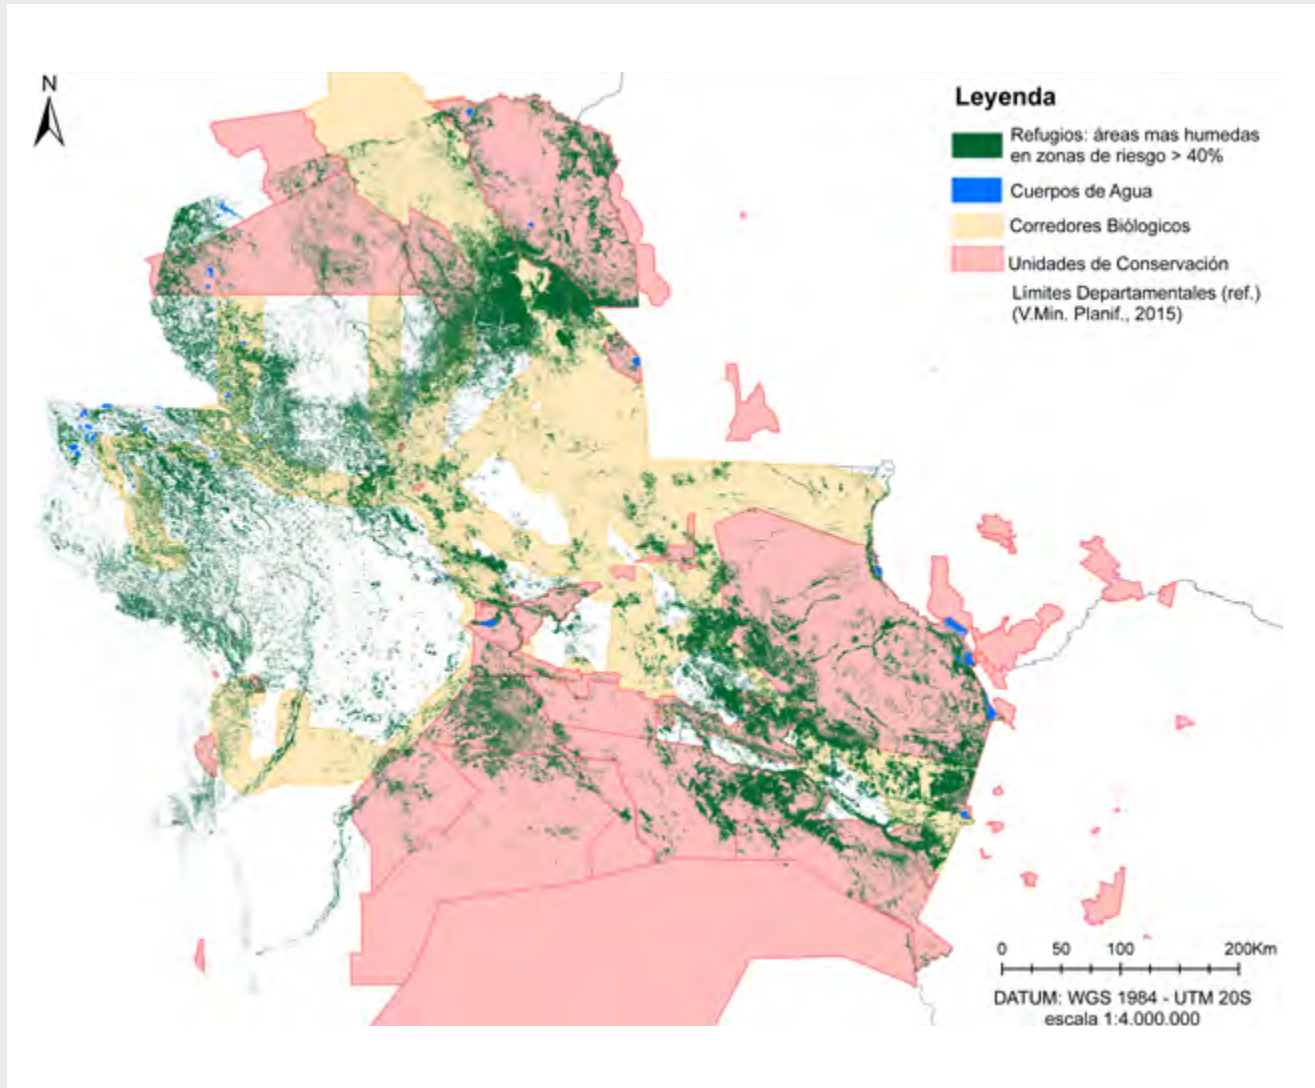 N
Leyenda
Refugios: áreas mas humedas
en zonas de riesgo > 40%
Cuerpos de Agua
Corredores Biólogicos
Unidades de Conservación
Límites Departamentales (ref.)
(V.Min. Planif., 2015)
0 50 100 200Km
DATUM: WGS 1984 - UTM 20S
escala 1:4.000.000